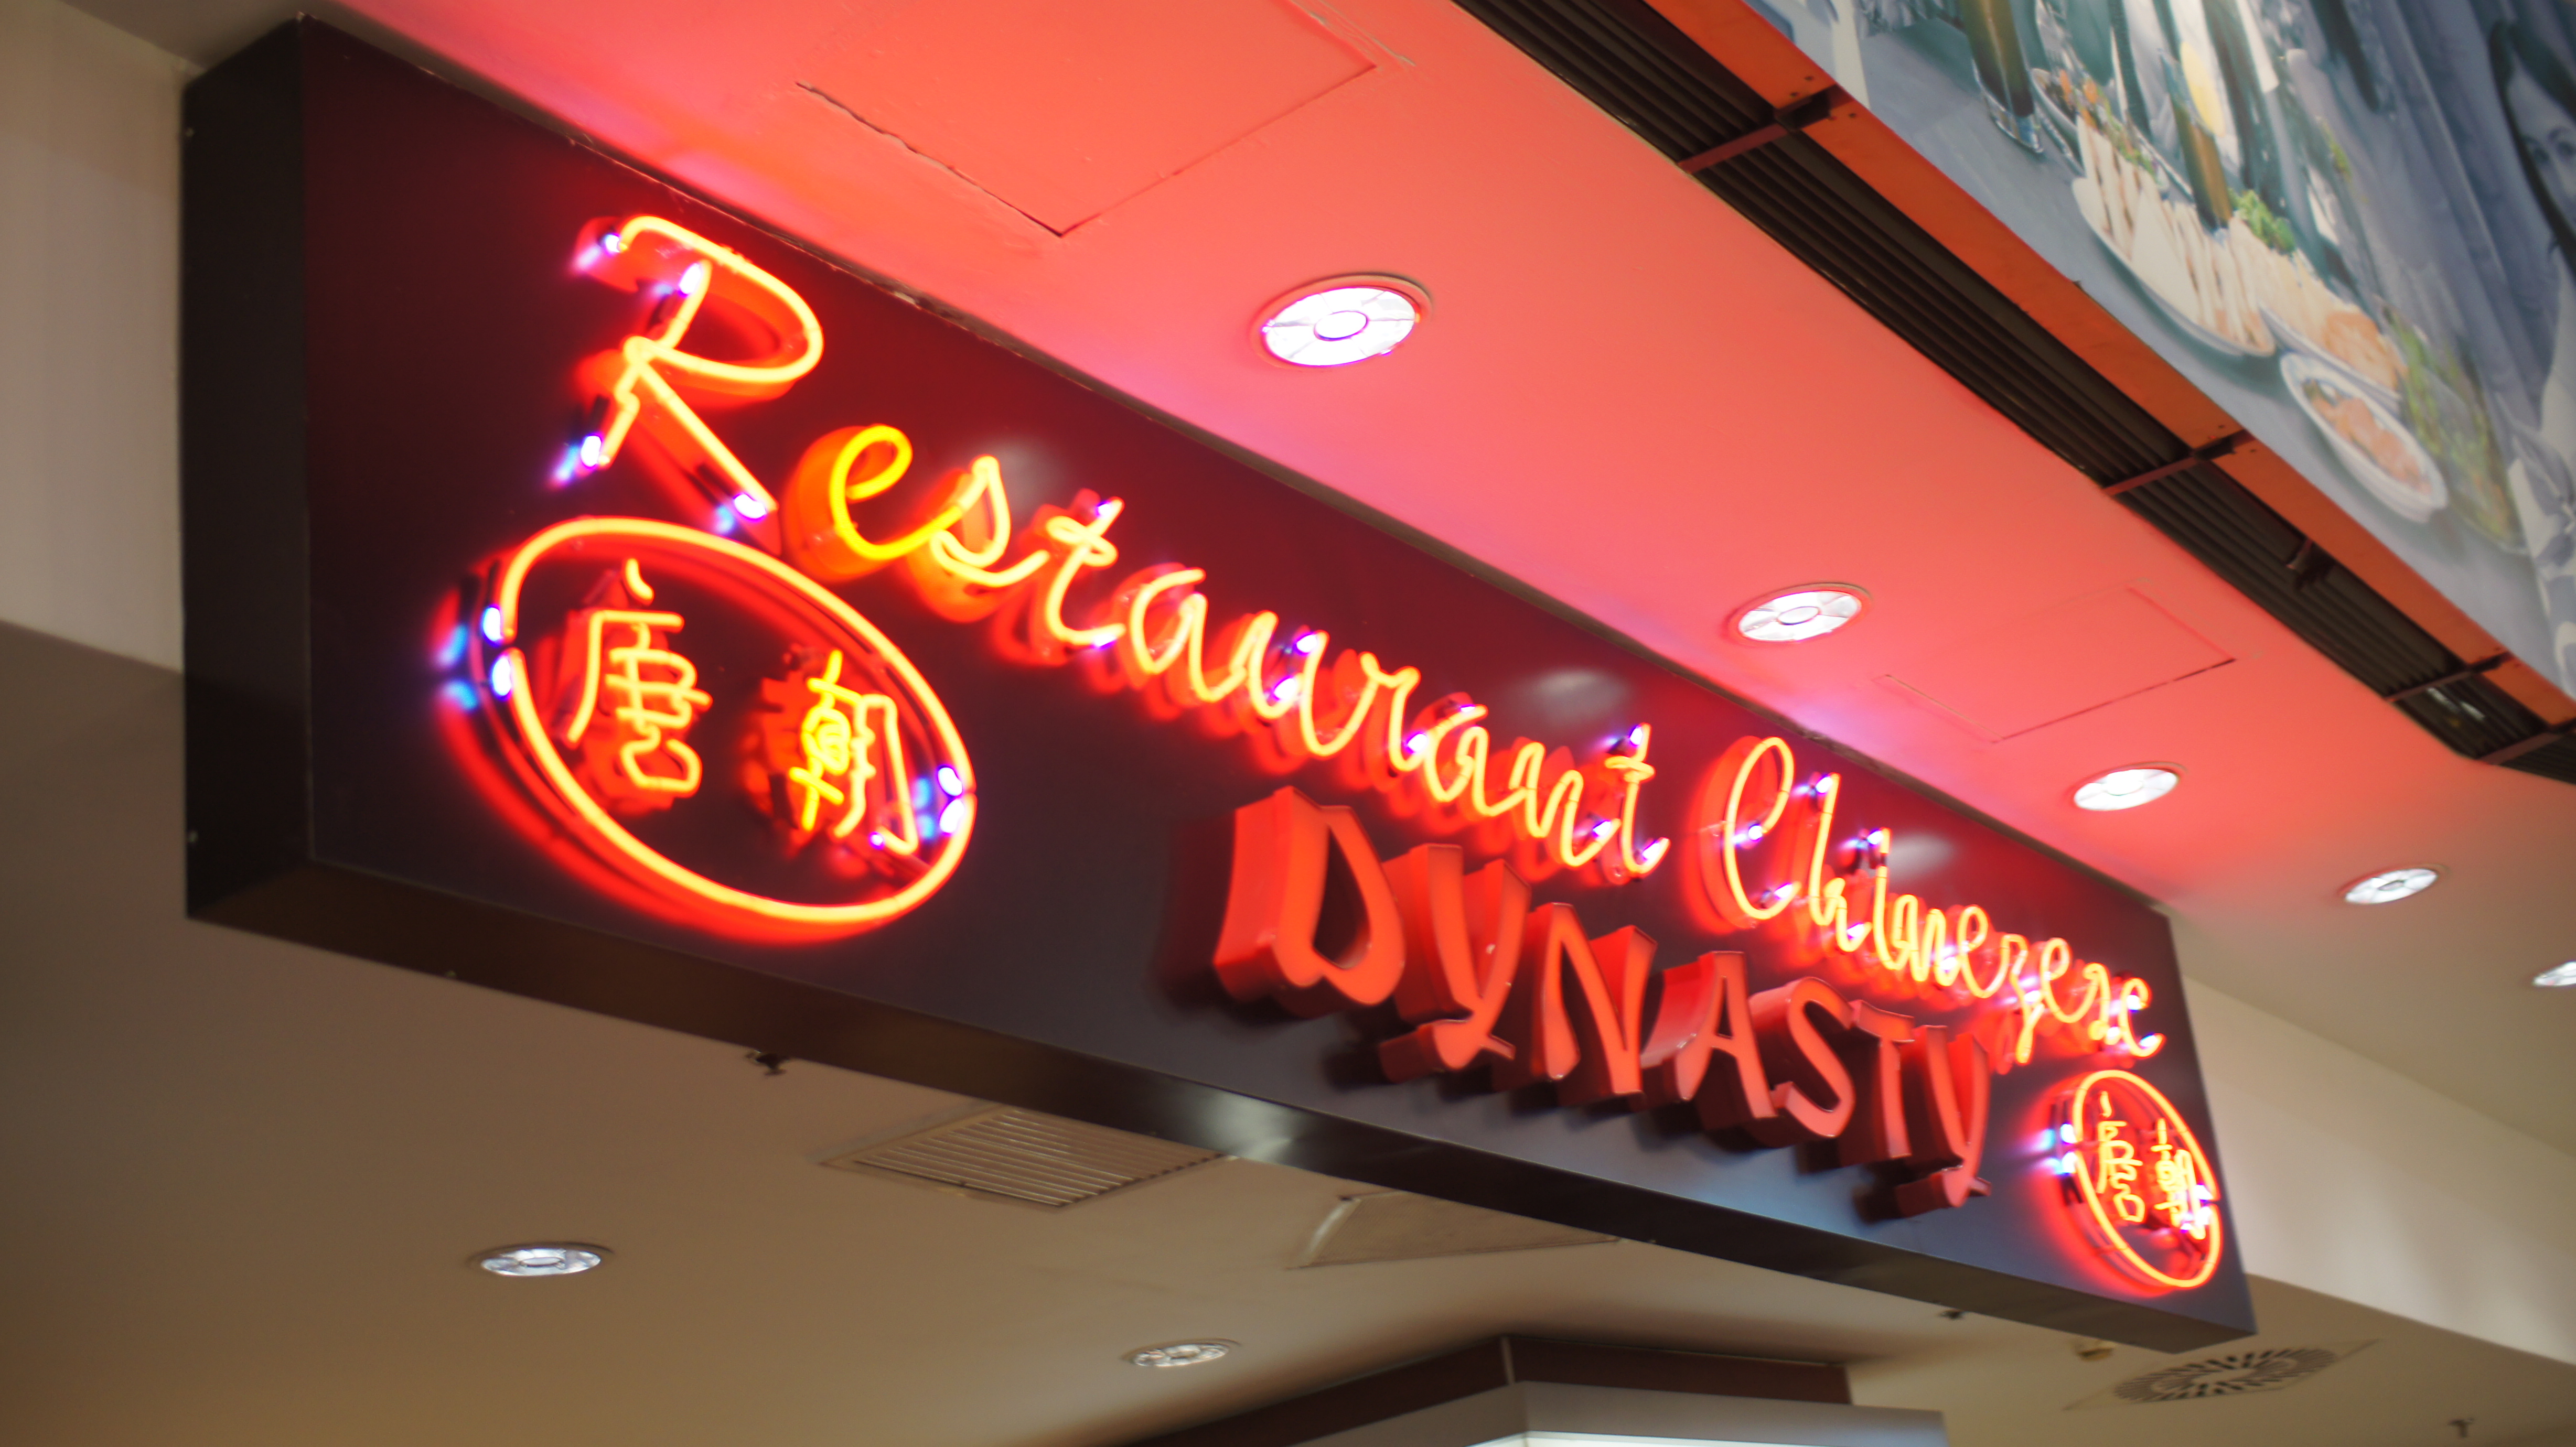 Restaurant Chinezesc
DYNASTY
唐朝
唐朝